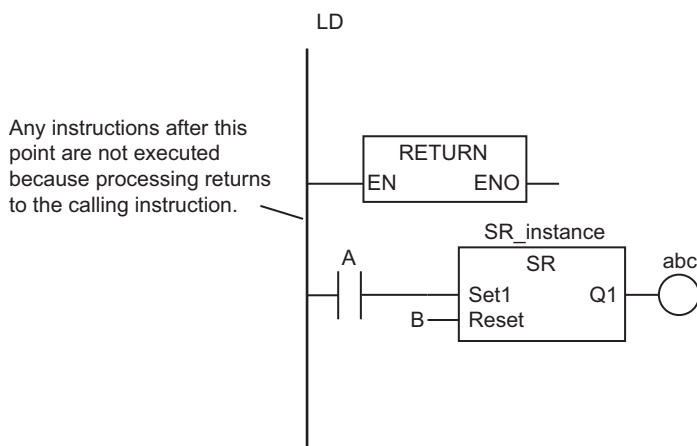 LD
Any instructions after this
point are not executed
because processing returns
to the calling instruction.
RETURN
EN ENO
SR_instance
A
SR
abc
Set1 Q1
B Reset